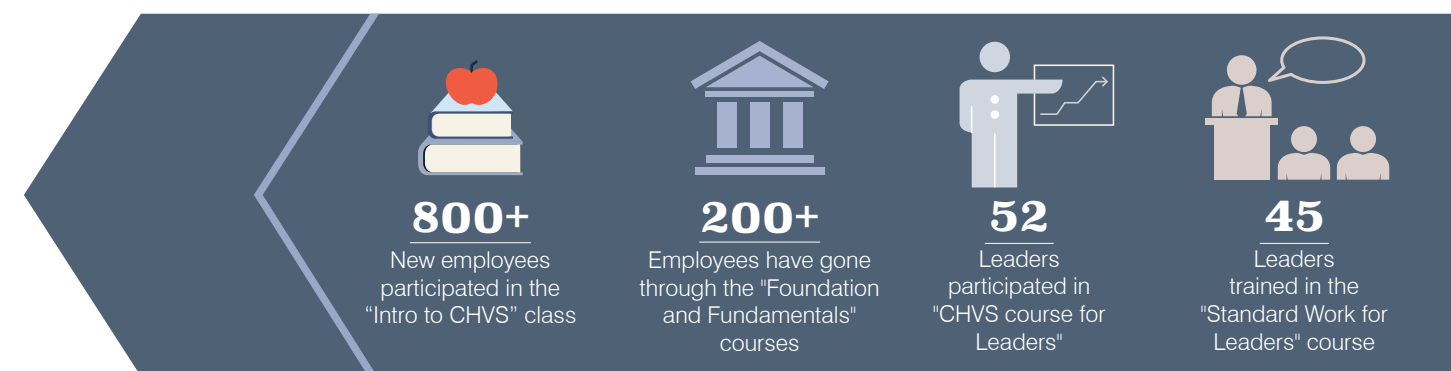 800+
New employees
participated in the
“Intro to CHVS” class
200+
Employees have gone
through the "Foundation
and Fundamentals"
courses
52
Leaders
participated in
"CHVS course for
Leaders"
45
Leaders
trained in the
"Standard Work for
Leaders" course